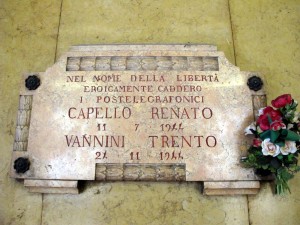 NEL NOME DELLA LIBERTÀ
EROICAMENTE CADDERO
I POSTELEGRAFONICI
CAPELLO RENATO
11 7 1944
VANNINI TRENTO
21 11 1944